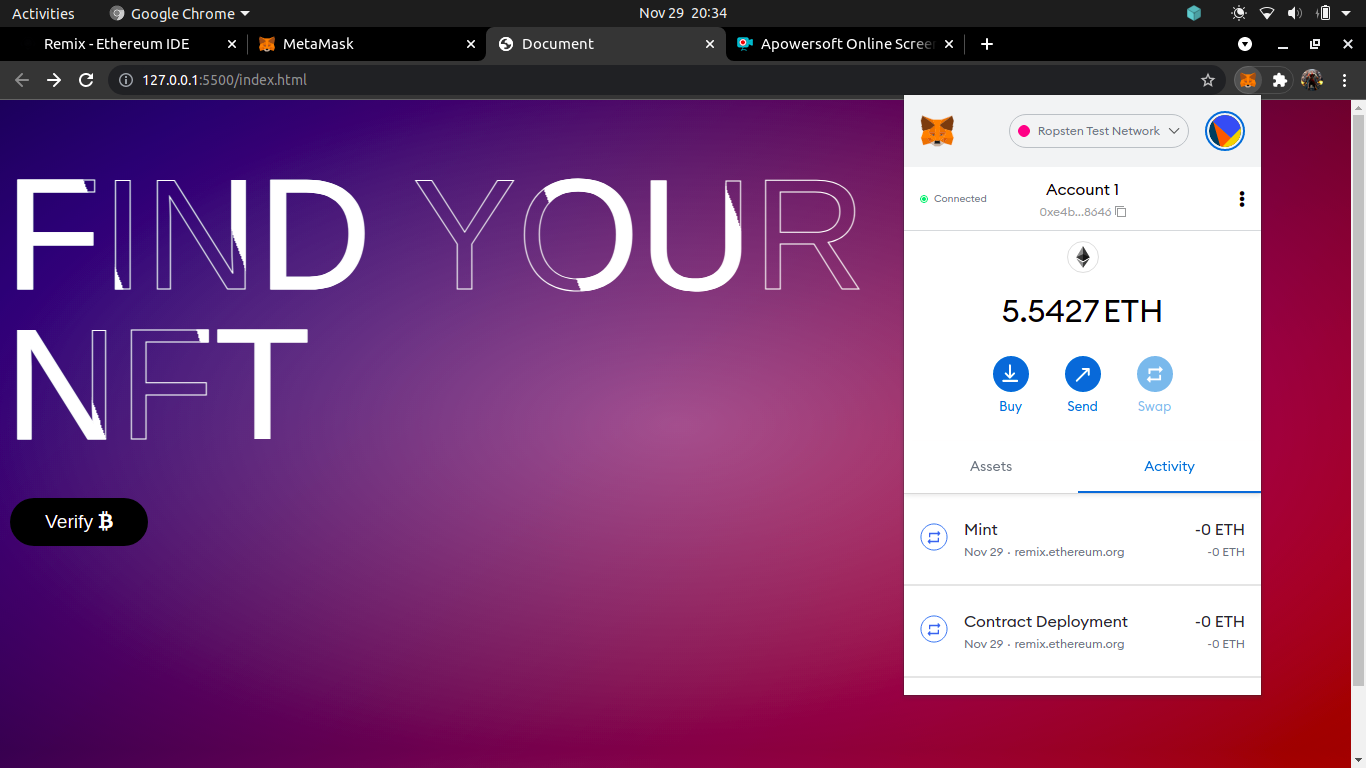 Activities
Google Chrome
Nov 29 20:34
Remix - Ethereum IDE
MetaMask
Document
Apowersoft Online Screen
127.0.0.1:5500/index.html
FIND YOUR
NFT
Verify
Ropsten Test Network
Connected
Account 1
0xe4b...8646
5.5427 ETH
Buy
Send
Swap
Assets
Activity
Mint
-0 ETH
Nov 29 · remix.ethereum.org
-0 ETH
Contract Deployment
-0 ETH
Nov 29 · remix.ethereum.org
-0 ETH